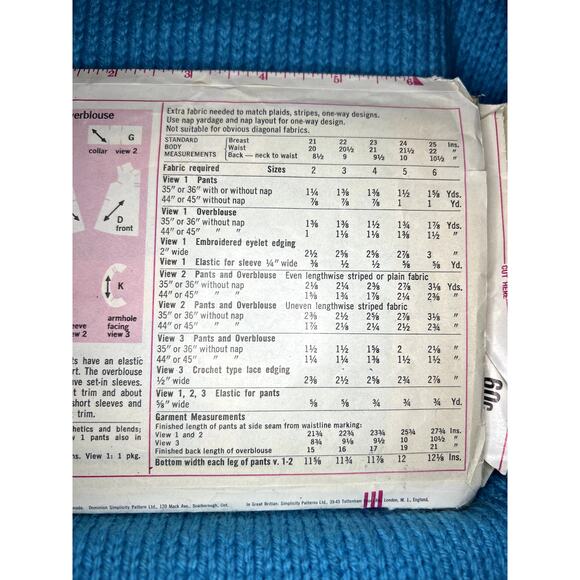 2 3 4 5 6
erblouse
G
collar view 2
D
front
K
eve
ew 2
armhole
facing
view 3
ts have an elastic
rt. The overblouse
ve set-in sleeves.
t trim and about
short sleeves and
trim.
hetics and blends;
1 pants also in
ns. View 1: 1 pkg.
Extra fabric needed to match plaids, stripes, one-way designs.
Use nap yardage and nap layout for one-way design.
Not suitable for obvious diagonal fabrics.
STANDARD Breast 21 22 23 24 25 Ins.
BODY Waist 20 20½ 21 21½ 22 "
MEASUREMENTS Back — neck to waist 8½ 9 9½ 10 10½ "
Fabric required Sizes 2 3 4 5 6
View 1 Pants
35" or 36" with or without nap 1¼ 1⅜ 1⅜ 1½ 1⅝ Yds.
44" or 45" without nap ⅞ ⅞ ⅞ 1 1 Yd.
View 1 Overblouse
35" or 36" without nap 1⅜ 1⅜ 1½ 1¾ 1⅞ Yds.
44" or 45" " " 1 1⅛ 1⅛ 1⅜ 1½ "
View 1 Embroidered eyelet edging
2" wide 2½ 2⅝ 2⅝ 2⅞ 3 "
View 1 Elastic for sleeve ¼" wide ⅜ ½ ½ ⅝ ⅝ Yd.
View 2 Pants and Overblouse Even lengthwise striped or plain fabric
35" or 36" without nap 2⅛ 2¼ 2⅜ 2⅞ 3⅛ Yds.
44" or 45" " " 1⅝ 1¾ 1⅞ 2¼ 2⅜ "
View 2 Pants and Overblouse Uneven lengthwise striped fabric
35" or 36" without nap 2⅜ 2½ 2⅝ 2⅞ 3⅛ "
44" or 45" " " 1⅞ 2⅛ 2¼ 2½ 2¾ "
View 3 Pants and Overblouse
35" or 36" without nap 1½ 1½ 1⅝ 2 2⅛ "
44" or 45" " " 1¼ 1¼ 1⅜ 1½ 1½ "
View 3 Crochet type lace edging
½" wide 2⅜ 2½ 2⅝ 2¾ 2⅞ "
View 1, 2, 3 Elastic for pants
⅝" wide ⅝ ⅝ ¾ ¾ ¾ Yd.
Garment Measurements
Finished length of pants at side seam from waistline marking:
View 1 and 2 21¾ 22¾ 23¾ 25¾ 27¾ Ins.
View 3 8¾ 9⅛ 9½ 10 10½ "
Finished back length of overblouse 15 16 17 19 21 "
Bottom width each leg of pants v. 1-2 11⅝ 11¾ 11⅞ 12 12⅛ Ins.
Dominion Simplicity Pattern Ltd., 120 Mack Ave., Scarborough, Ont.
In Great Britian: Simplicity Patterns Ltd., 39-45 Tottenham London, W. 1., England.
CUT HERE
60¢